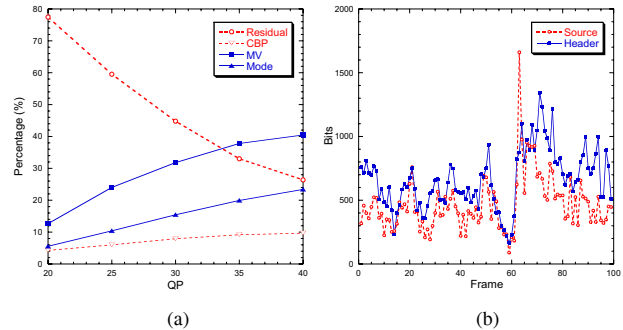 80
70
60
50
40
30
20
10
0
Percentage (%)
20
25
30
35
40
QP
Residual
CBP
MV
Mode
(a)
Bits
2000
1500
1000
500
0
0
20
40
60
80
100
Frame
Source
Header
(b)